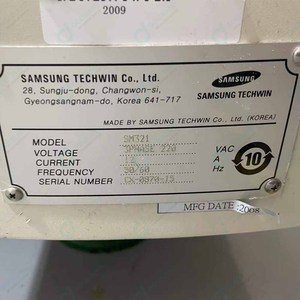 2009
SAMSUNG TECHWIN Co., Ltd.
28, Sungju-dong, Changwon-si,
Gyeongsangnam-do, Korea 641-717
SAMSUNG
SAMSUNG TECHWIN
MADE BY SAMSUNG TECHWIN Co., Ltd. (KOREA)
MODEL SM321
VOLTAGE 3PHASE 220 VAC
CURRENT A
FREQUENCY 50/60 Hz
SERIAL NUMBER
10
MFG DATE: 2008